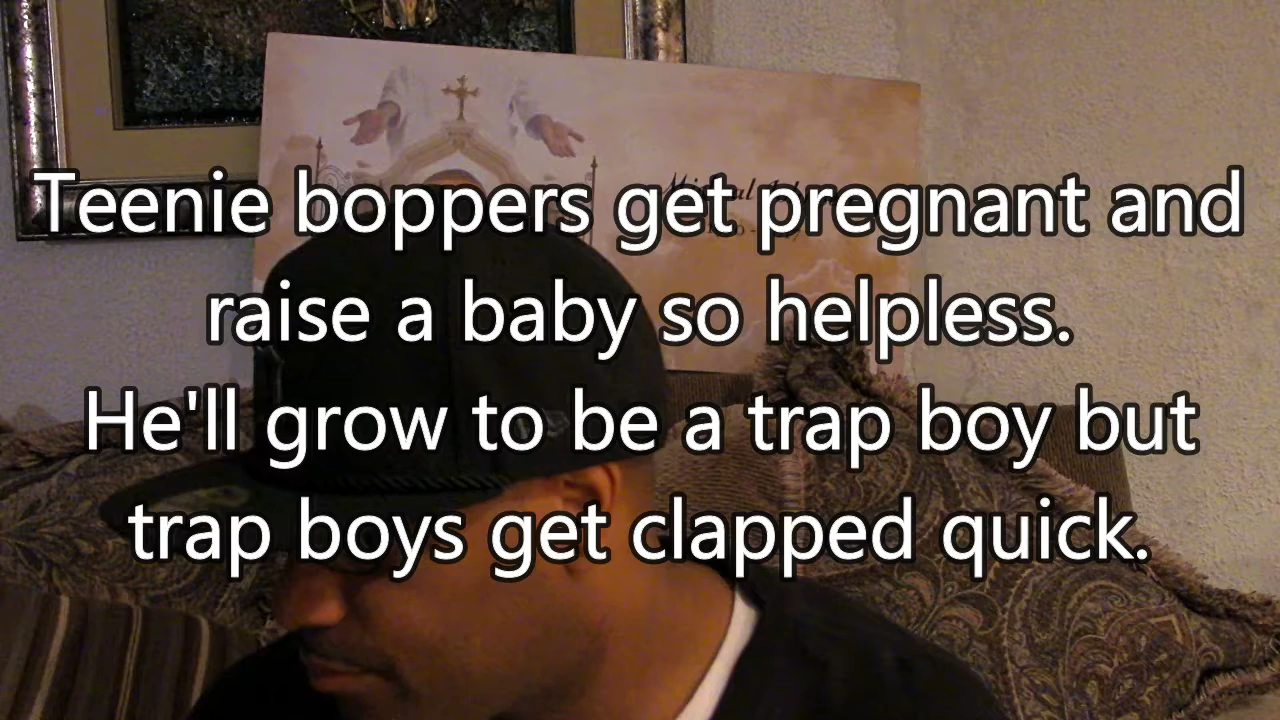 Teenie boppers get pregnant and
raise a baby so helpless.
He'll grow to be a trap boy but
trap boys get clapped quick.